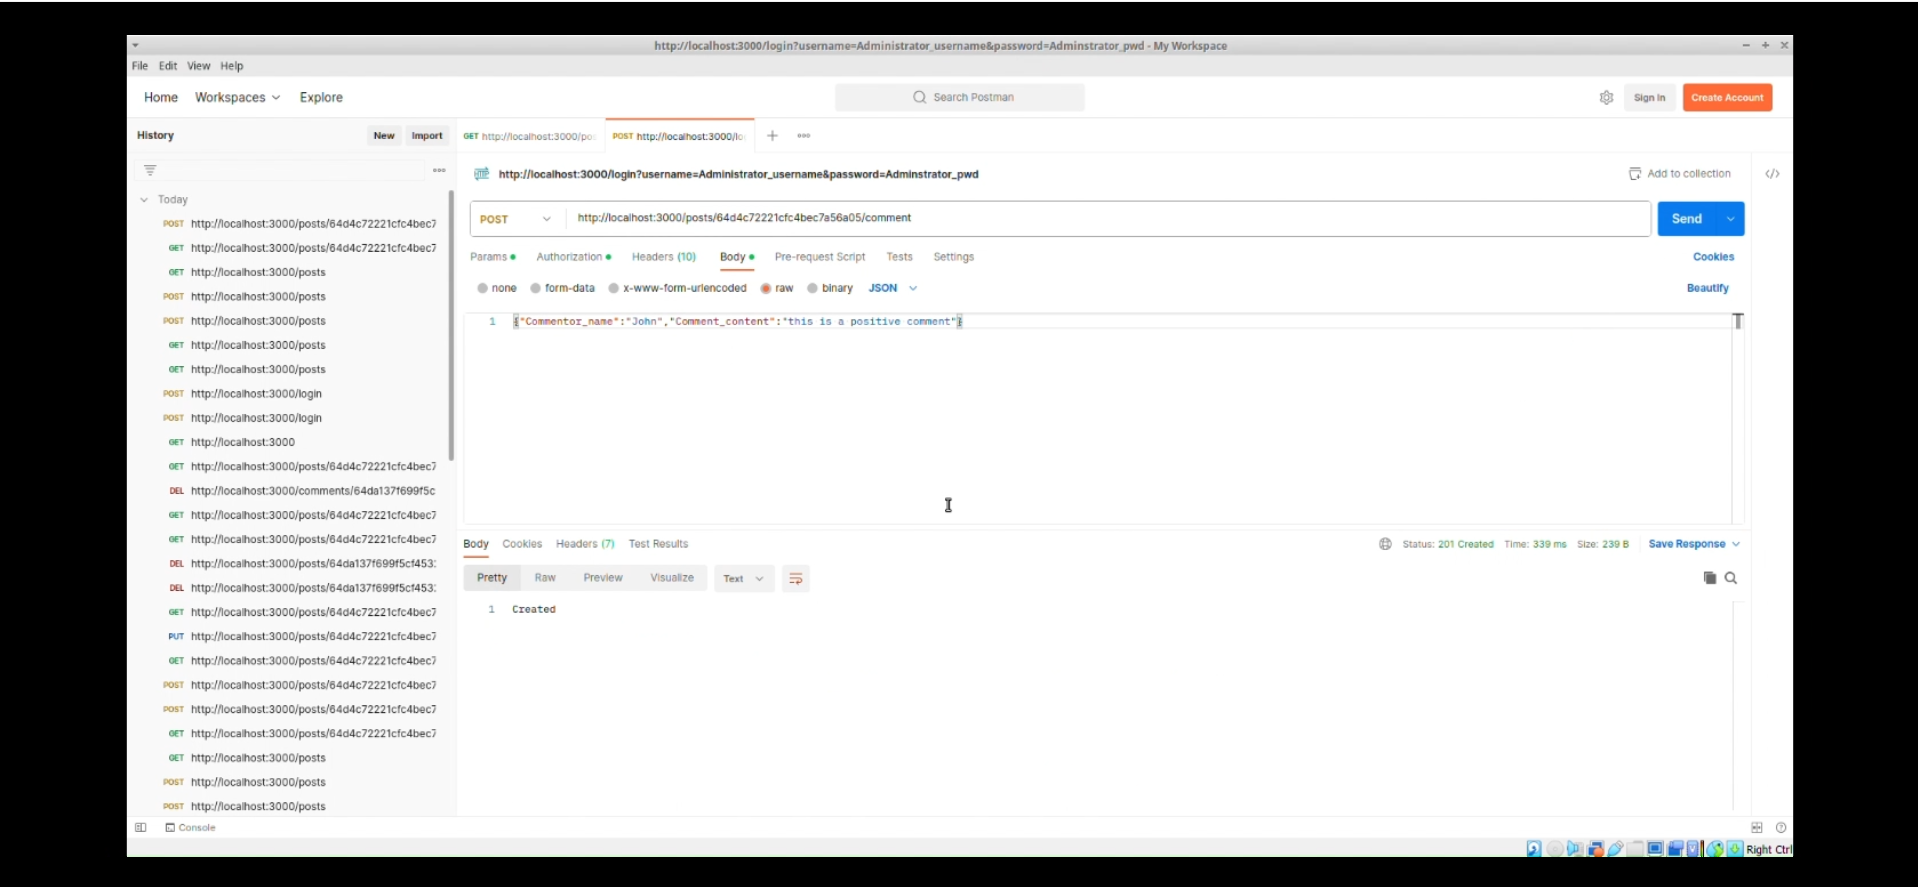 http://localhost:3000/login?username=Administrator_username&password=Adminstrator_pwd - My Workspace
File Edit View Help
Home Workspaces Explore Search Postman Sign In Create Account
History New Import GET http://localhost:3000/pos POST http://localhost:3000/lo
http://localhost:3000/login?username=Administrator_username&password=Adminstrator_pwd Add to collection </>
Today
POST http://localhost:3000/posts/64d4c72221cfc4bec7
GET http://localhost:3000/posts/64d4c72221cfc4bec7
GET http://localhost:3000/posts
POST http://localhost:3000/posts
POST http://localhost:3000/posts
GET http://localhost:3000/posts
GET http://localhost:3000/posts
POST http://localhost:3000/login
POST http://localhost:3000/login
GET http://localhost:3000
GET http://localhost:3000/posts/64d4c72221cfc4bec7
DEL http://localhost:3000/comments/64da137f699f5c
GET http://localhost:3000/posts/64d4c72221cfc4bec7
GET http://localhost:3000/posts/64d4c72221cfc4bec7
DEL http://localhost:3000/posts/64da137f699f5cf453:
DEL http://localhost:3000/posts/64da137f699f5cf453:
GET http://localhost:3000/posts/64d4c72221cfc4bec7
PUT http://localhost:3000/posts/64d4c72221cfc4bec7
GET http://localhost:3000/posts/64d4c72221cfc4bec7
POST http://localhost:3000/posts/64d4c72221cfc4bec7
POST http://localhost:3000/posts/64d4c72221cfc4bec7
GET http://localhost:3000/posts/64d4c72221cfc4bec7
GET http://localhost:3000/posts
POST http://localhost:3000/posts
POST http://localhost:3000/posts
POST http://localhost:3000/posts/64d4c72221cfc4bec7a56a05/comment Send
Params Authorization Headers (10) Body Pre-request Script Tests Settings Cookies
none form-data x-www-form-urlencoded raw binary JSON Beautify
1 {"Commentor_name":"John","Comment_content":"this is a positive comment"}
Body Cookies Headers (7) Test Results Status: 201 Created Time: 339 ms Size: 239 B Save Response
Pretty Raw Preview Visualize Text
1 Created
Console
Right Ctrl